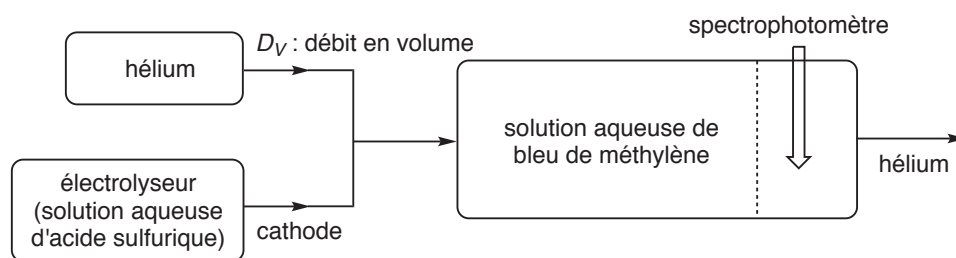 spectrophotomètre
D_V : débit en volume
hélium
solution aqueuse de
bleu de méthylène
hélium
électrolyseur
(solution aqueuse
d'acide sulfurique)
cathode